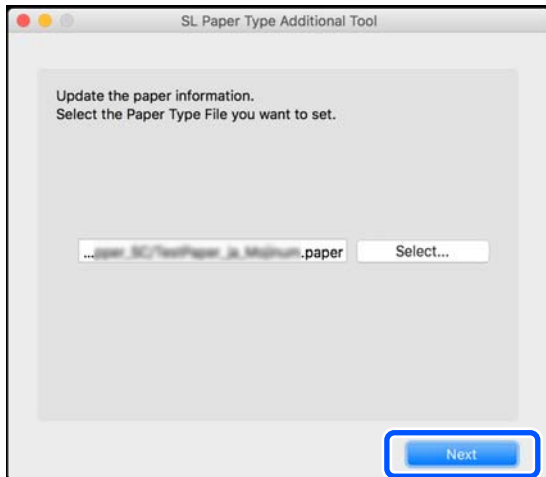 SL Paper Type Additional Tool
Update the paper information.
Select the Paper Type File you want to set.
.paper
Select...
Next